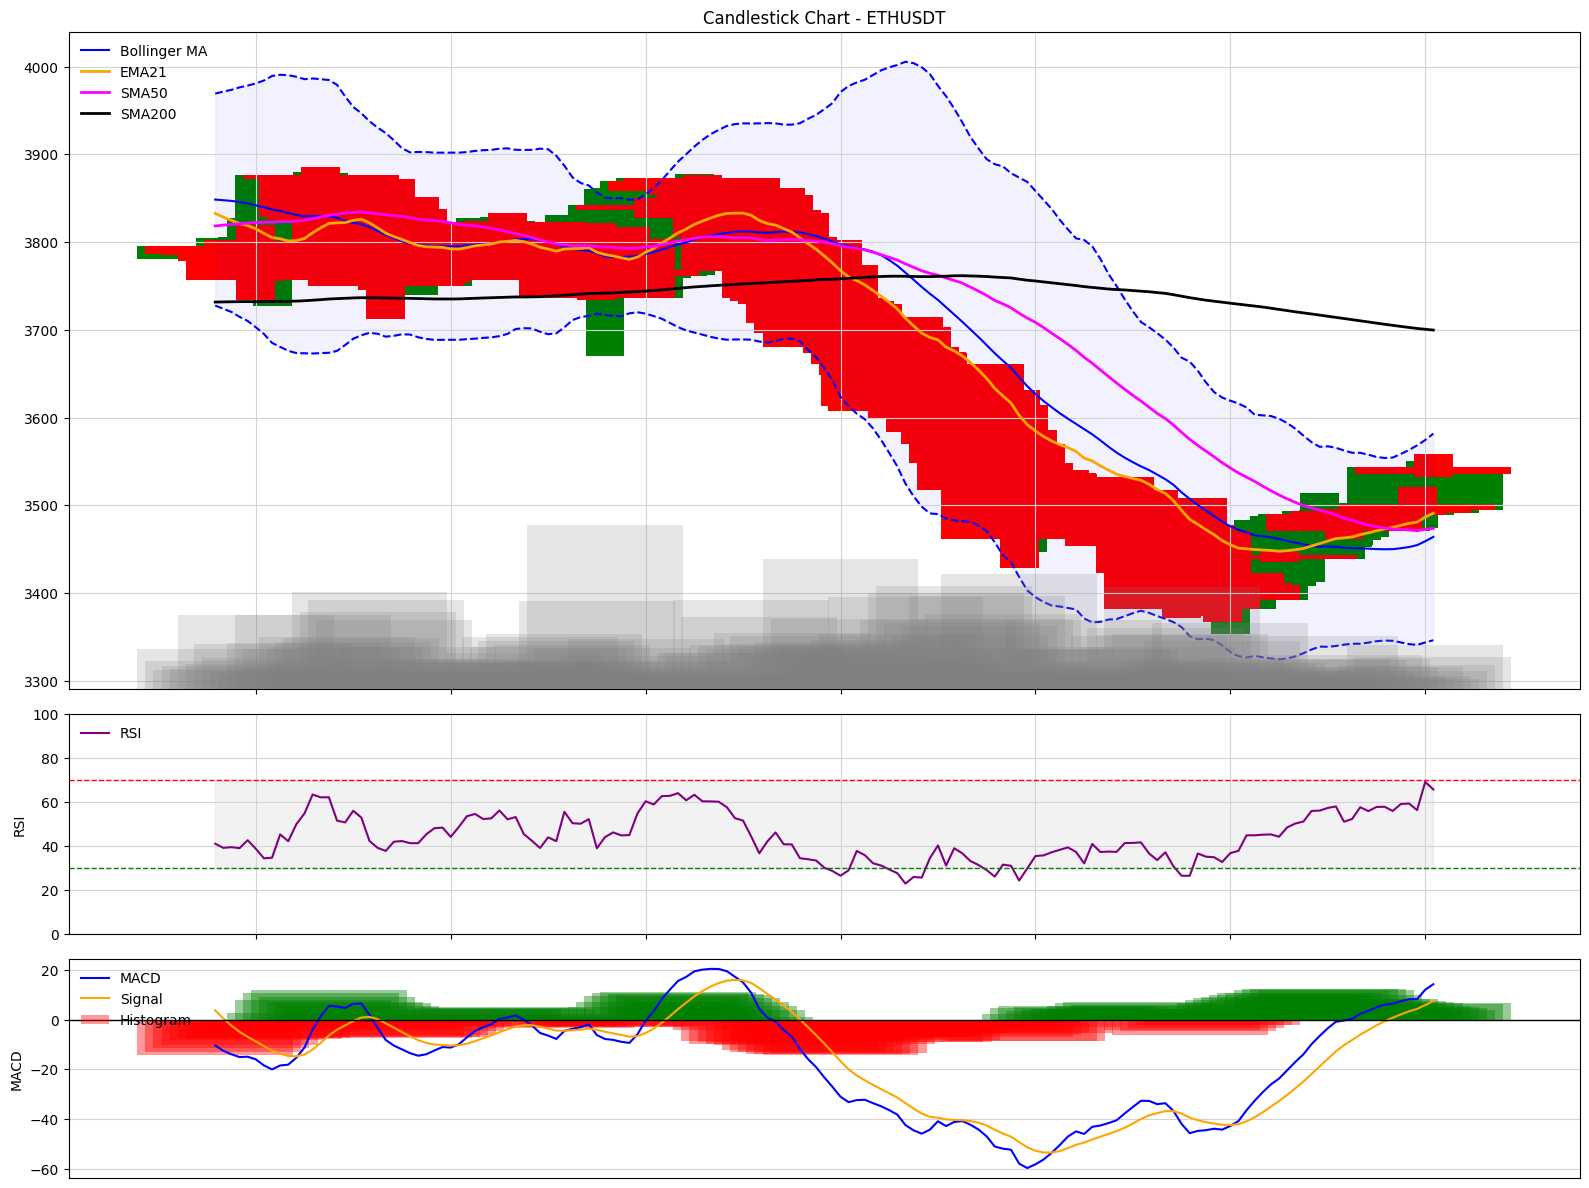 Candlestick Chart - ETHUSDT
Bollinger MA
EMA21
SMA50
SMA200
4000
3900
3800
3700
3600
3500
3400
3300
RSI
100
80
60
40
20
0
RSI
MACD
Signal
Histogram
20
0
−20
−40
−60
MACD